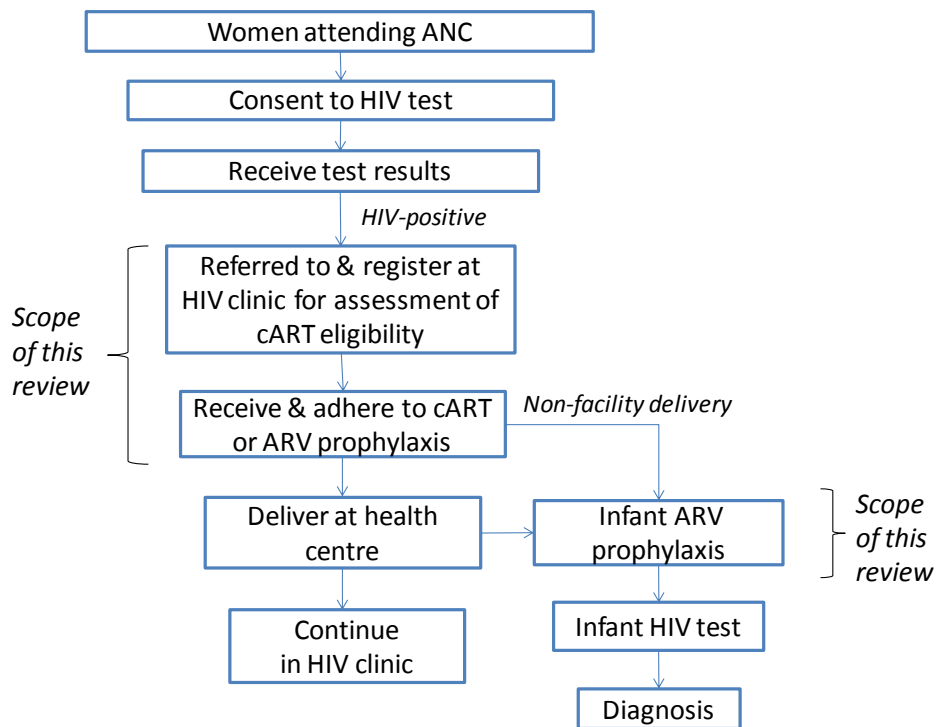 Women attending ANC
Consent to HIV test
Receive test results
HIV-positive
Referred to & register at
HIV clinic for assessment of
cART eligibility
Scope
of this
review
Receive & adhere to cART
or ARV prophylaxis
Non-facility delivery
Deliver at health
centre
Infant ARV
prophylaxis
Scope
of this
review
Continue
in HIV clinic
Infant HIV test
Diagnosis